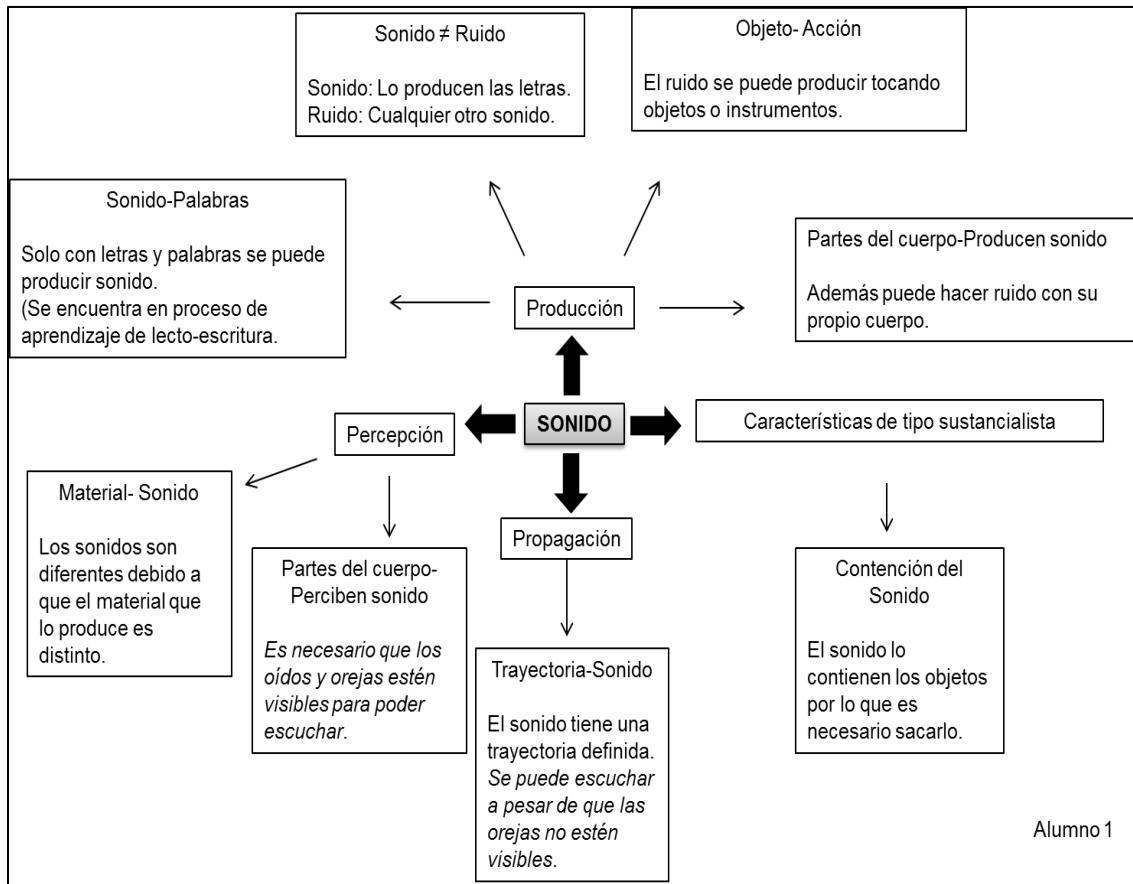 Sonido ≠ Ruido
Sonido: Lo producen las letras.
Ruido: Cualquier otro sonido.
Objeto- Acción
El ruido se puede producir tocando
objetos o instrumentos.
Sonido-Palabras
Solo con letras y palabras se puede
producir sonido.
(Se encuentra en proceso de
aprendizaje de lecto-escritura.
Producción
Partes del cuerpo-Producen sonido
Además puede hacer ruido con su
propio cuerpo.
Percepción
SONIDO
Características de tipo sustancialista
Material- Sonido
Los sonidos son
diferentes debido a
que el material que
lo produce es
distinto.
Partes del cuerpo-
Perciben sonido
Es necesario que los
oídos y orejas estén
visibles para poder
escuchar.
Propagación
Trayectoria-Sonido
El sonido tiene una
trayectoria definida.
Se puede escuchar
a pesar de que las
orejas no estén
visibles.
Contención del
Sonido
El sonido lo
contienen los objetos
por lo que es
necesario sacarlo.
Alumno 1